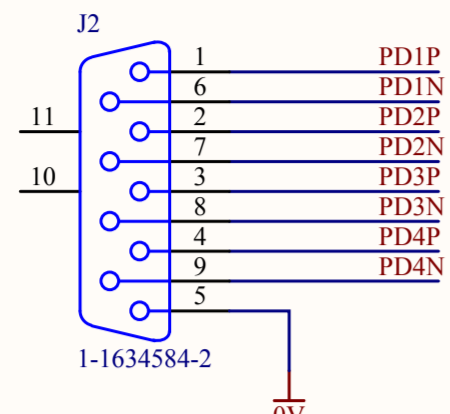 J2
1 PD1P
6 PD1N
11
2 PD2P
7 PD2N
10
3 PD3P
8 PD3N
4 PD4P
9 PD4N
5
1-1634584-2
0V